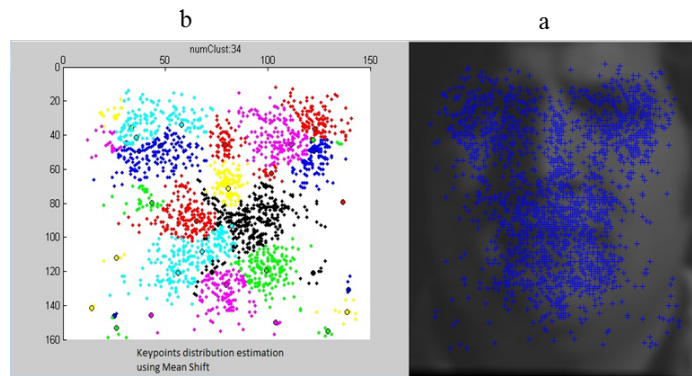 b a
numClust:34
0 50 100 150
0
20
40
60
80
100
120
140
160
Keypoints distribution estimation
using Mean Shift